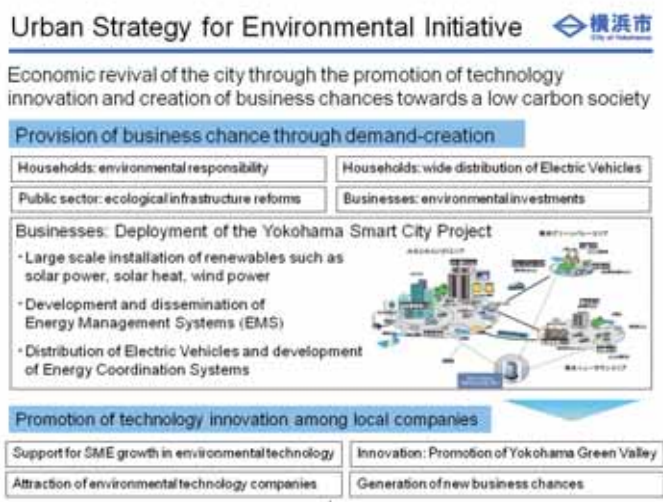 Urban Strategy for Environmental Initiative
横浜市
City of Yokohama
Economic revival of the city through the promotion of technology
innovation and creation of business chances towards a low carbon society
Provision of business chance through demand-creation
Households: environmental responsibility
Households: wide distribution of Electric Vehicles
Public sector: ecological infrastructure reforms
Businesses: environmental investments
Businesses: Deployment of the Yokohama Smart City Project
・Large scale installation of renewables such as
solar power, solar heat, wind power
・Development and dissemination of
Energy Management Systems (EMS)
・Distribution of Electric Vehicles and development
of Energy Coordination Systems
Promotion of technology innovation among local companies
Support for SME growth in environmental technology
Innovation: Promotion of Yokohama Green Valley
Attraction of environmental technology companies
Generation of new business chances